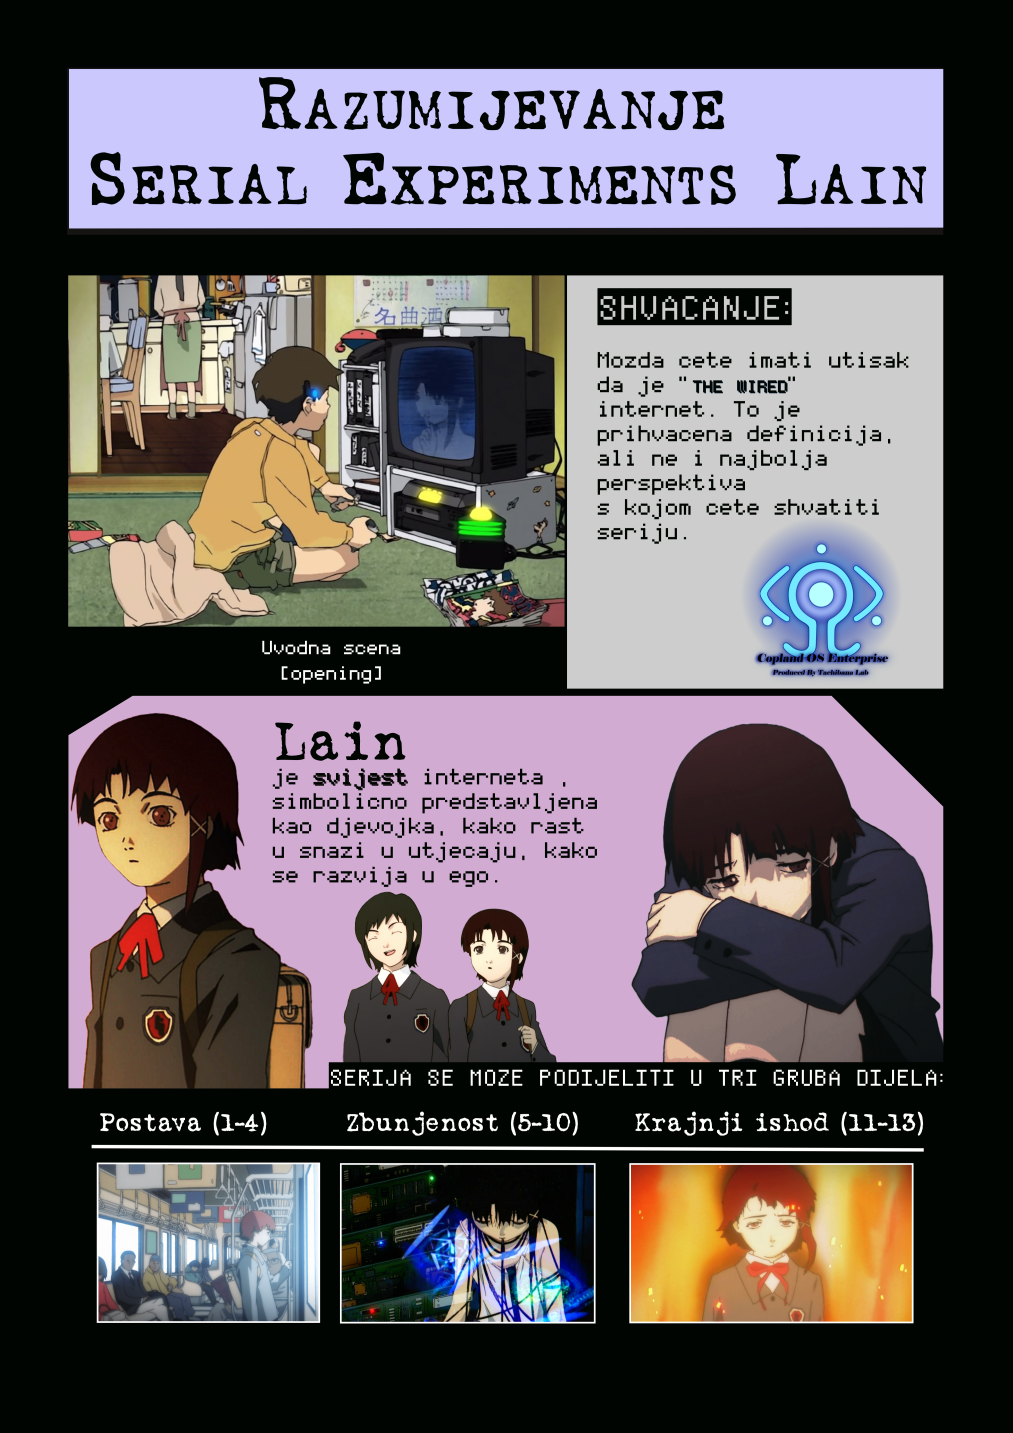 RAZUMIJEVANJE
SERIAL EXPERIMENTS LAIN
名曲酒
SHVACANJE:
Mozda cete imati utisak
da je "THE WIRED"
internet. To je
prihvacena definicija,
ali ne i najbolja
perspektiva
s kojom cete shvatiti
seriju.
Copland OS Enterprise
Produced By Tachibana Lab
Uvodna scena
[opening]
Lain
je svijest interneta ,
simbolicno predstavljena
kao djevojka, kako rast
u snazi u utjecaju, kako
se razvija u ego.
SERIJA SE MOZE PODIJELITI U TRI GRUBA DIJELA:
Postava (1-4)
Zbunjenost (5-10)
Krajnji ishod (11-13)